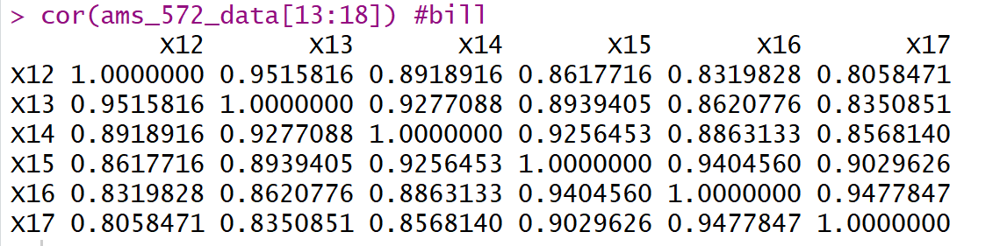 > cor(ams_572_data[13:18]) #bill
X12 X13 X14 X15 X16 X17
X12 1.0000000 0.9515816 0.8918916 0.8617716 0.8319828 0.8058471
X13 0.9515816 1.0000000 0.9277088 0.8939405 0.8620776 0.8350851
X14 0.8918916 0.9277088 1.0000000 0.9256453 0.8863133 0.8568140
X15 0.8617716 0.8939405 0.9256453 1.0000000 0.9404560 0.9029626
X16 0.8319828 0.8620776 0.8863133 0.9404560 1.0000000 0.9477847
X17 0.8058471 0.8350851 0.8568140 0.9029626 0.9477847 1.0000000